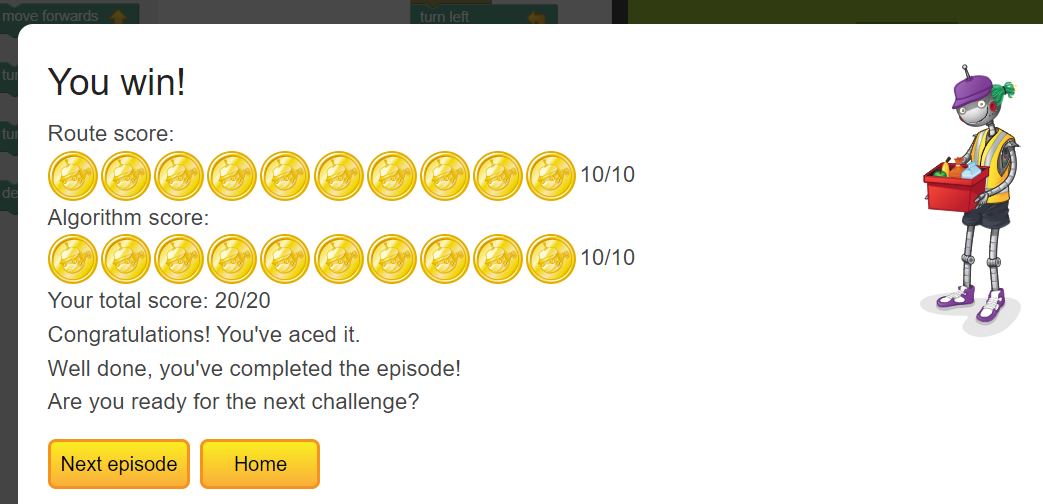 move forwards
turn left
tu
You win!
Route score:
10/10
tu
Algorithm score:
de
10/10
Your total score: 20/20
Congratulations! You've aced it.
Well done, you've completed the episode!
Are you ready for the next challenge?
Next episode
Home